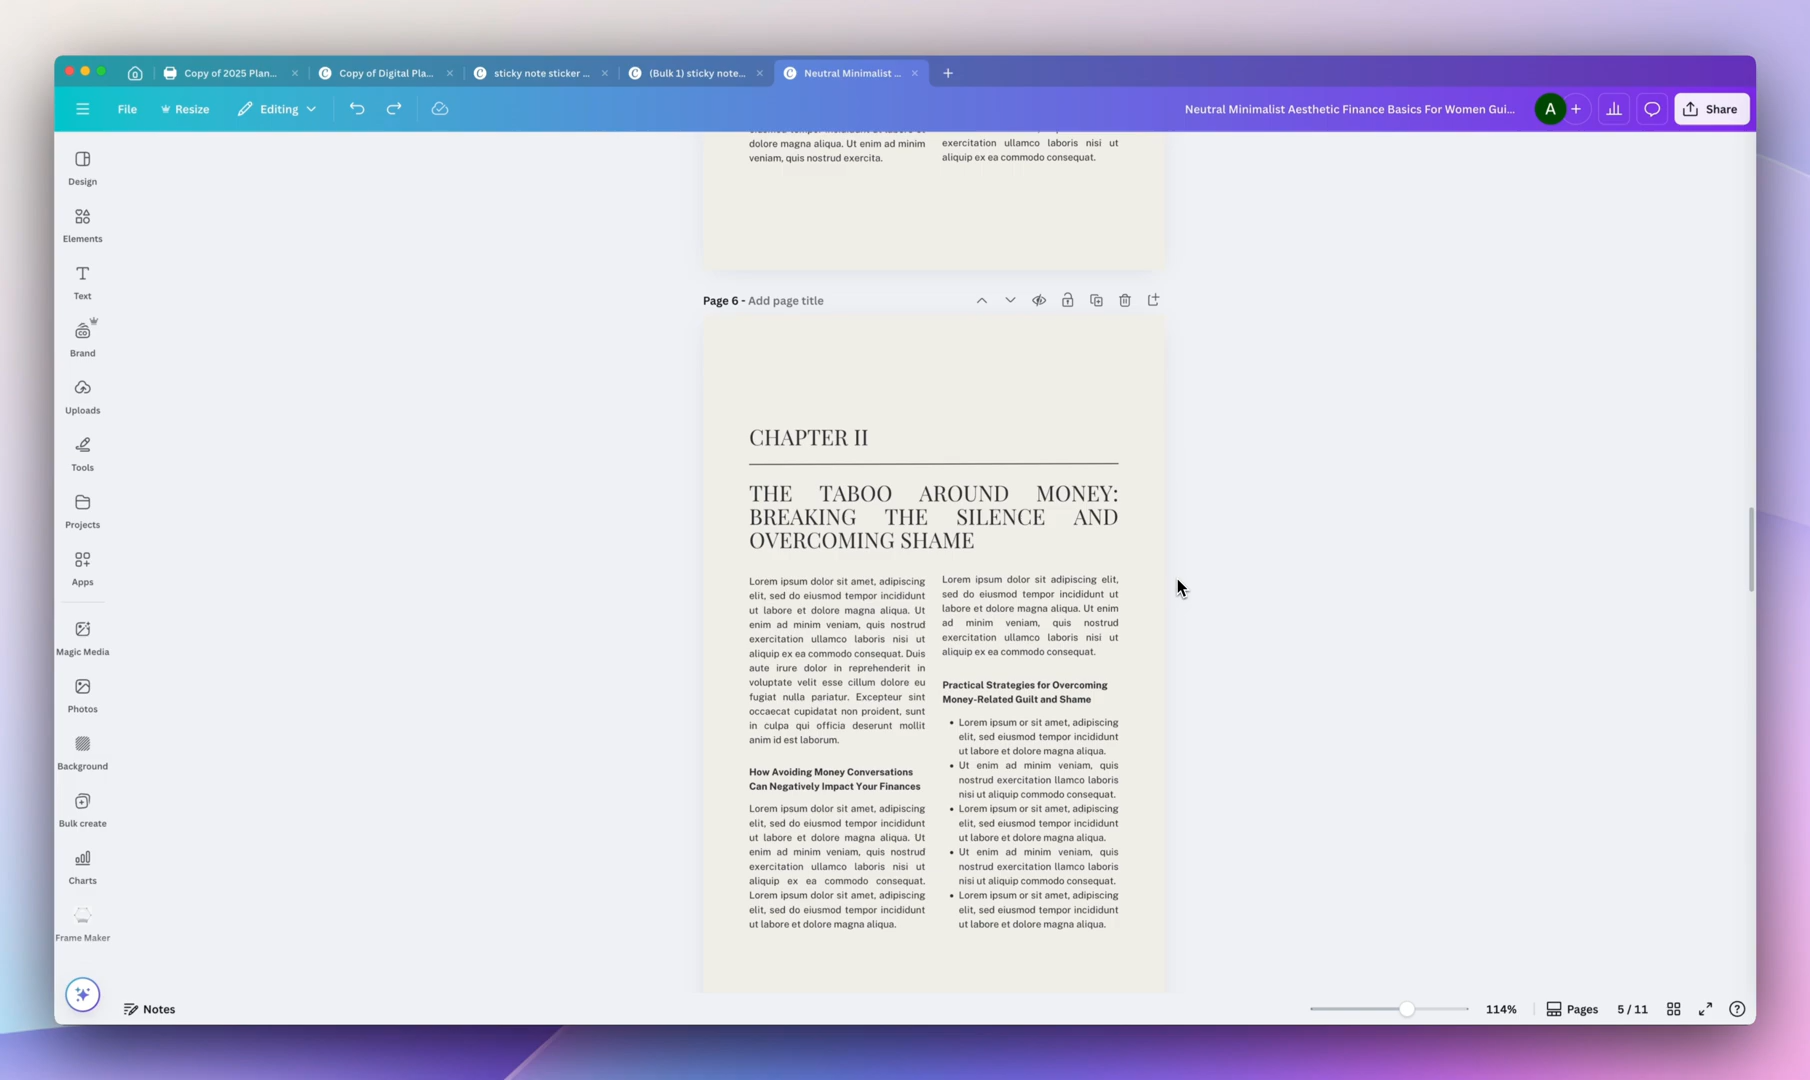 Copy of 2025 Plan...
Copy of Digital Pla...
sticky note sticker ...
(Bulk 1) sticky note...
Neutral Minimalist ...
File
Resize
Editing
Neutral Minimalist Aesthetic Finance Basics For Women Gui...
A
Share
Design
Elements
Text
Brand
Uploads
Tools
Projects
Apps
Magic Media
Photos
Background
Bulk create
Charts
Frame Maker
dolore magna aliqua. Ut enim ad minim
veniam, quis nostrud exercita.
exercitation ullamco laboris nisi ut
aliquip ex ea commodo consequat.
Page 6 - Add page title
CHAPTER II
THE TABOO AROUND MONEY:
BREAKING THE SILENCE AND
OVERCOMING SHAME
Lorem ipsum dolor sit amet, adipiscing
elit, sed do eiusmod tempor incididunt
ut labore et dolore magna aliqua. Ut
enim ad minim veniam, quis nostrud
exercitation ullamco laboris nisi ut
aliquip ex ea commodo consequat. Duis
aute irure dolor in reprehenderit in
voluptate velit esse cillum dolore eu
fugiat nulla pariatur. Excepteur sint
occaecat cupidatat non proident, sunt
in culpa qui officia deserunt mollit
anim id est laborum.
How Avoiding Money Conversations
Can Negatively Impact Your Finances
Lorem ipsum dolor sit amet, adipiscing
elit, sed do eiusmod tempor incididunt
ut labore et dolore magna aliqua. Ut
enim ad minim veniam, quis nostrud
exercitation ullamco laboris nisi ut
aliquip ex ea commodo consequat.
Lorem ipsum dolor sit amet, adipiscing
elit, sed do eiusmod tempor incididunt
ut labore et dolore magna aliqua.
Lorem ipsum dolor sit adipiscing elit,
sed do eiusmod tempor incididunt ut
labore et dolore magna aliqua. Ut enim
ad minim veniam, quis nostrud
exercitation ullamco laboris nisi ut
aliquip ex ea commodo consequat.
Practical Strategies for Overcoming
Money-Related Guilt and Shame
• Lorem ipsum or sit amet, adipiscing
elit, sed eiusmod tempor incididunt
ut labore et dolore magna aliqua.
• Ut enim ad minim veniam, quis
nostrud exercitation llamco laboris
nisi ut aliquip commodo consequat.
• Lorem ipsum or sit amet, adipiscing
elit, sed eiusmod tempor incididunt
ut labore et dolore magna aliqua.
• Ut enim ad minim veniam, quis
nostrud exercitation llamco laboris
nisi ut aliquip commodo consequat.
• Lorem ipsum or sit amet, adipiscing
elit, sed eiusmod tempor incididunt
ut labore et dolore magna aliqua.
Notes
114%
Pages
5 / 11